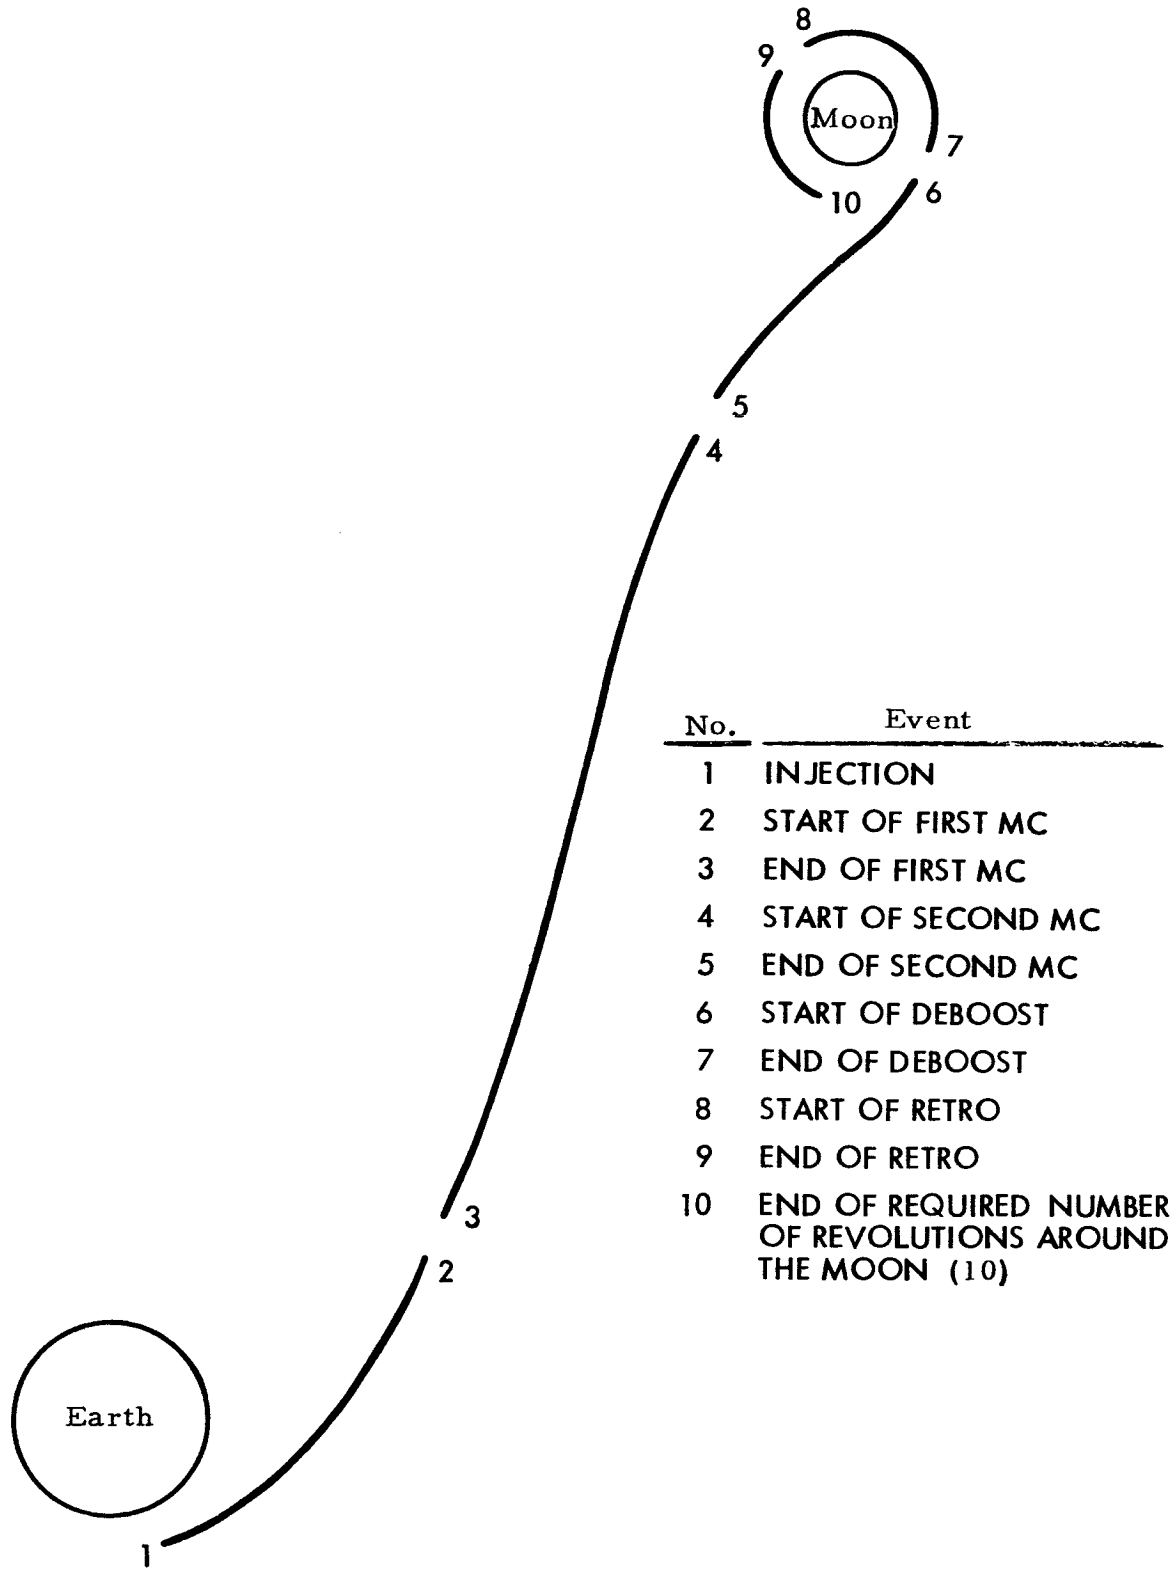 8
9
Moon
7
6
10
5
4
No. Event
1 INJECTION
2 START OF FIRST MC
3 END OF FIRST MC
4 START OF SECOND MC
5 END OF SECOND MC
6 START OF DEBOOST
7 END OF DEBOOST
8 START OF RETRO
9 END OF RETRO
10 END OF REQUIRED NUMBER
OF REVOLUTIONS AROUND
THE MOON (10)
3
2
Earth
1